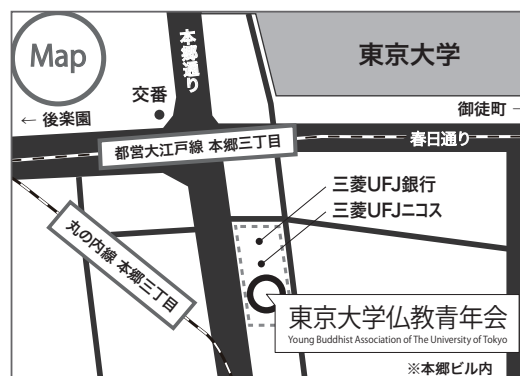 Map
本郷通り
東京大学
交番
← 後楽園
御徒町 →
春日通り
都営大江戸線 本郷三丁目
三菱UFJ銀行
三菱UFJニコス
丸の内線 本郷三丁目
東京大学仏教青年会
Young Buddhist Association of The University of Tokyo
※本郷ビル内